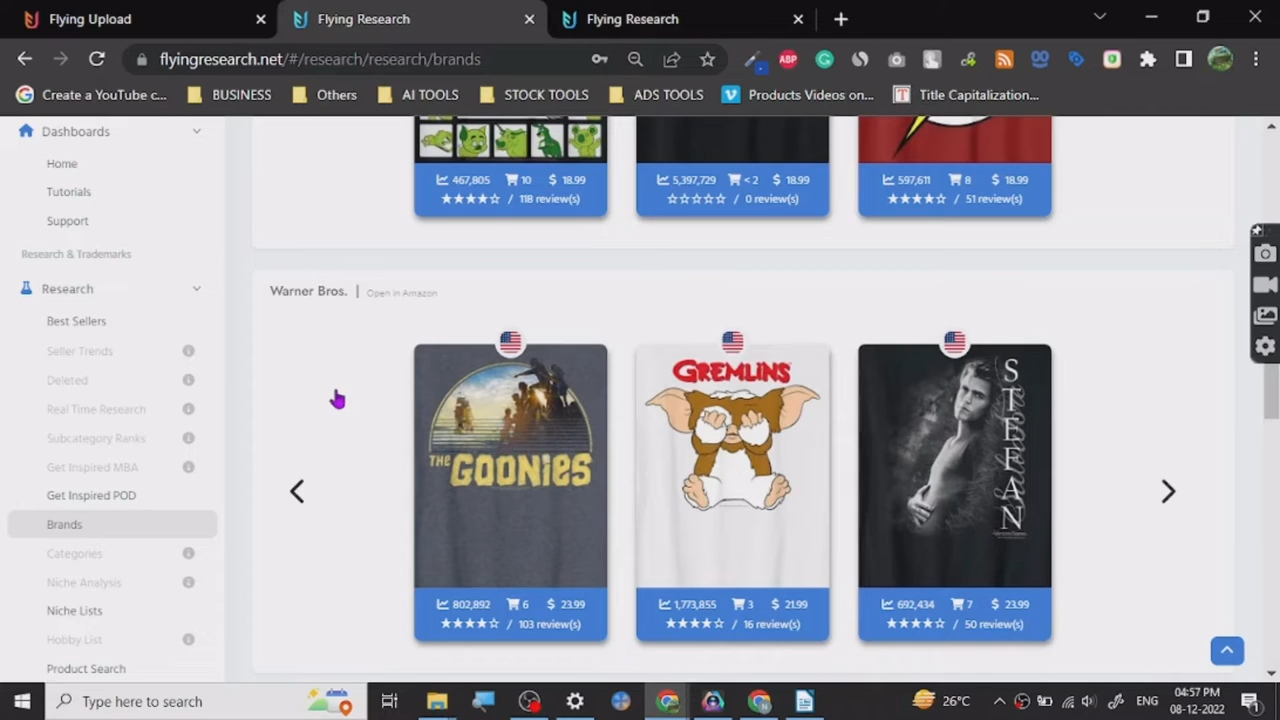 Flying Upload
Flying Research
Flying Research
flyingresearch.net/#/research/research/brands
ABP
Create a YouTube c...
BUSINESS
Others
AI TOOLS
STOCK TOOLS
ADS TOOLS
Products Videos on...
Title Capitalization...
Dashboards
Home
Tutorials
Support
Research & Trademarks
Research
Best Sellers
Seller Trends
Deleted
Real Time Research
Subcategory Ranks
Get Inspired MBA
Get Inspired POD
Brands
Categories
Niche Analysis
Niche Lists
Hobby List
Product Search
467,805 10 $ 18.99
/ 118 review(s)
5,397,729 < 2 $ 18.99
/ 0 review(s)
597,611 8 $ 18.99
/ 51 review(s)
Warner Bros. | Open in Amazon
THE GOONIES
GREMLINS
STEFAN
802,892 6 $ 23.99
/ 103 review(s)
1,773,855 3 $ 21.99
/ 16 review(s)
692,434 7 $ 23.99
/ 50 review(s)
Type here to search
26°C
ENG
04:57 PM
08-12-2022
1